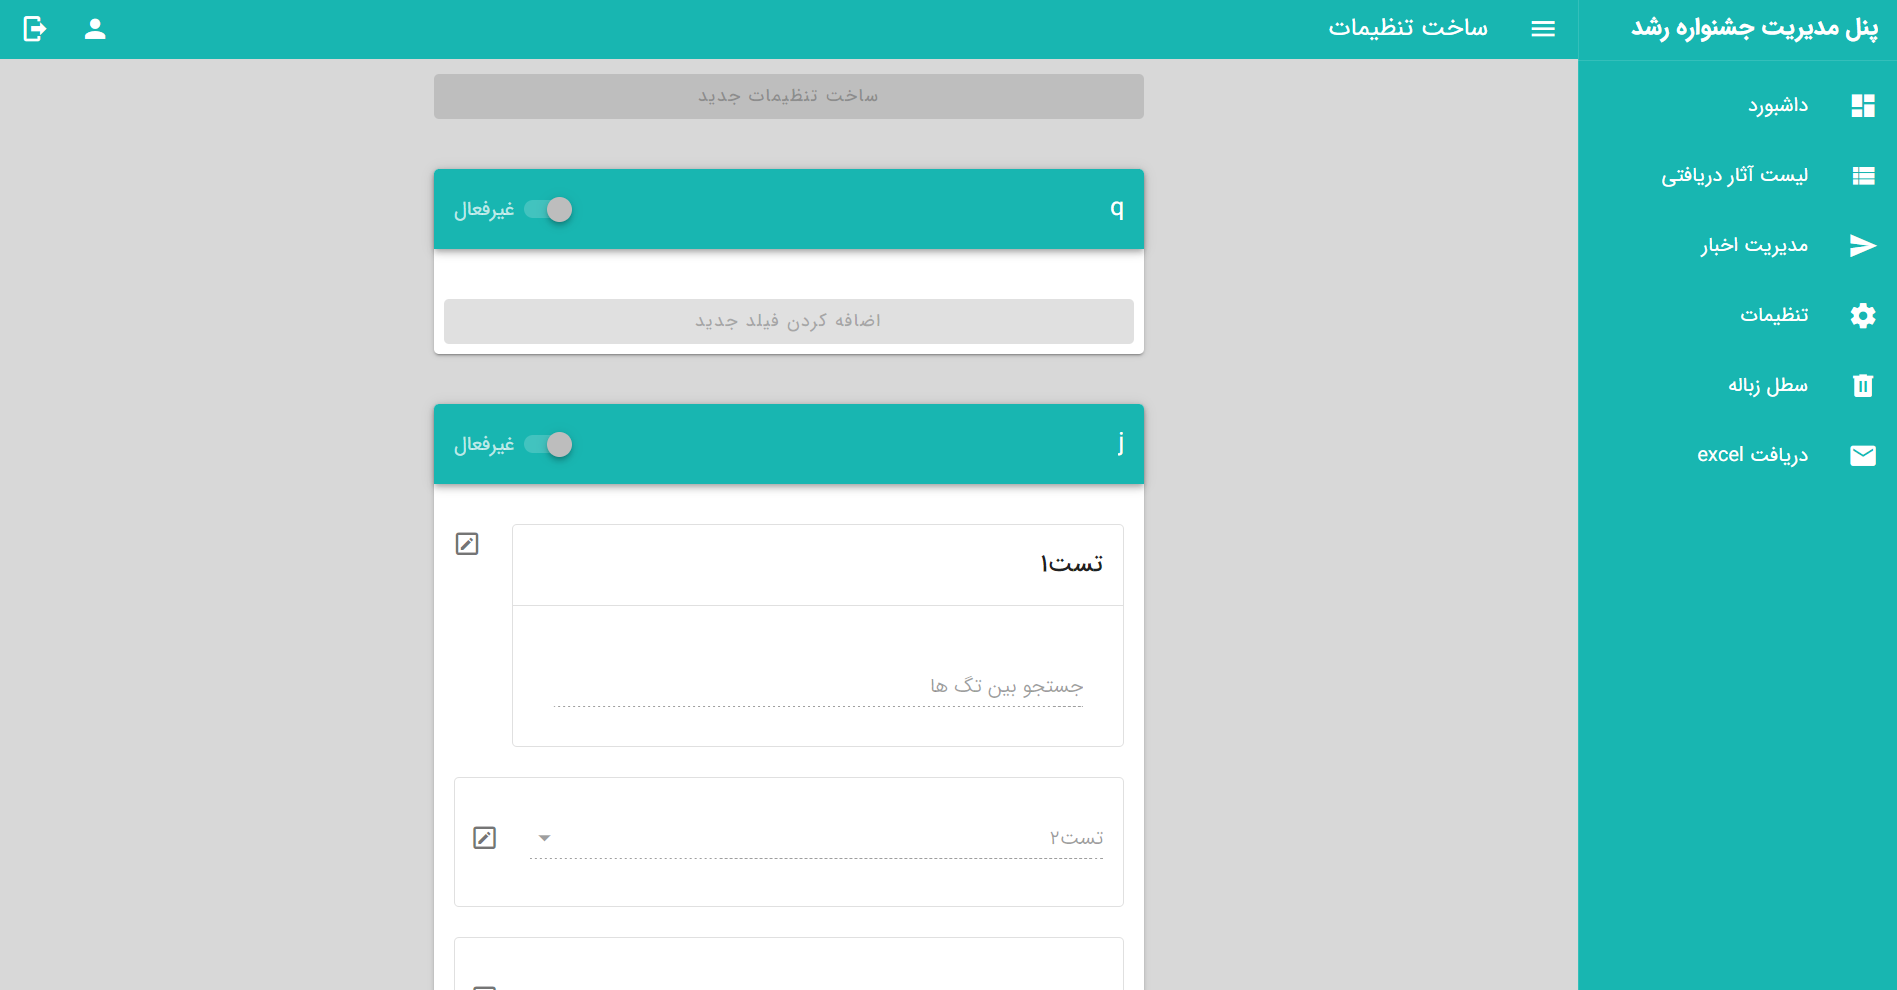 پنل مدیریت جشنواره رشد
ساخت تنظیمات
داشبورد
لیست آثار دریافتی
مدیریت اخبار
تنظیمات
سطل زباله
دریافت excel
ساخت تنظیمات جدید
q
غیرفعال
اضافه کردن فیلد جدید
j
غیرفعال
تست۱
جستجو بین تگ ها
تست۲